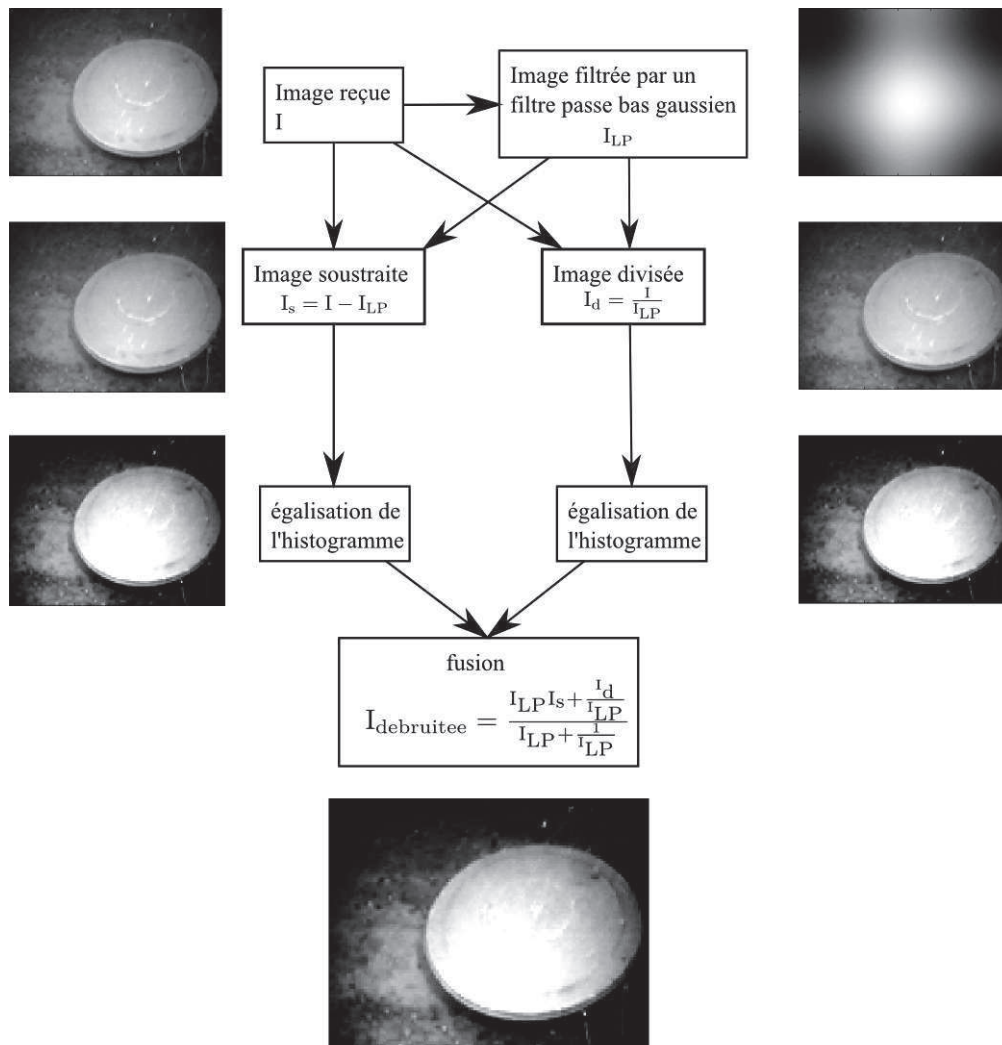 Image reçue
I
Image filtrée par un
filtre passe bas gaussien
I_LP
Image soustraite
I_s = I − I_LP
Image divisée
I_d = I / I_LP
égalisation de
l'histogramme
égalisation de
l'histogramme
fusion
I_debruitee = (I_LP I_s + I_d / I_LP) / (I_LP + 1 / I_LP)